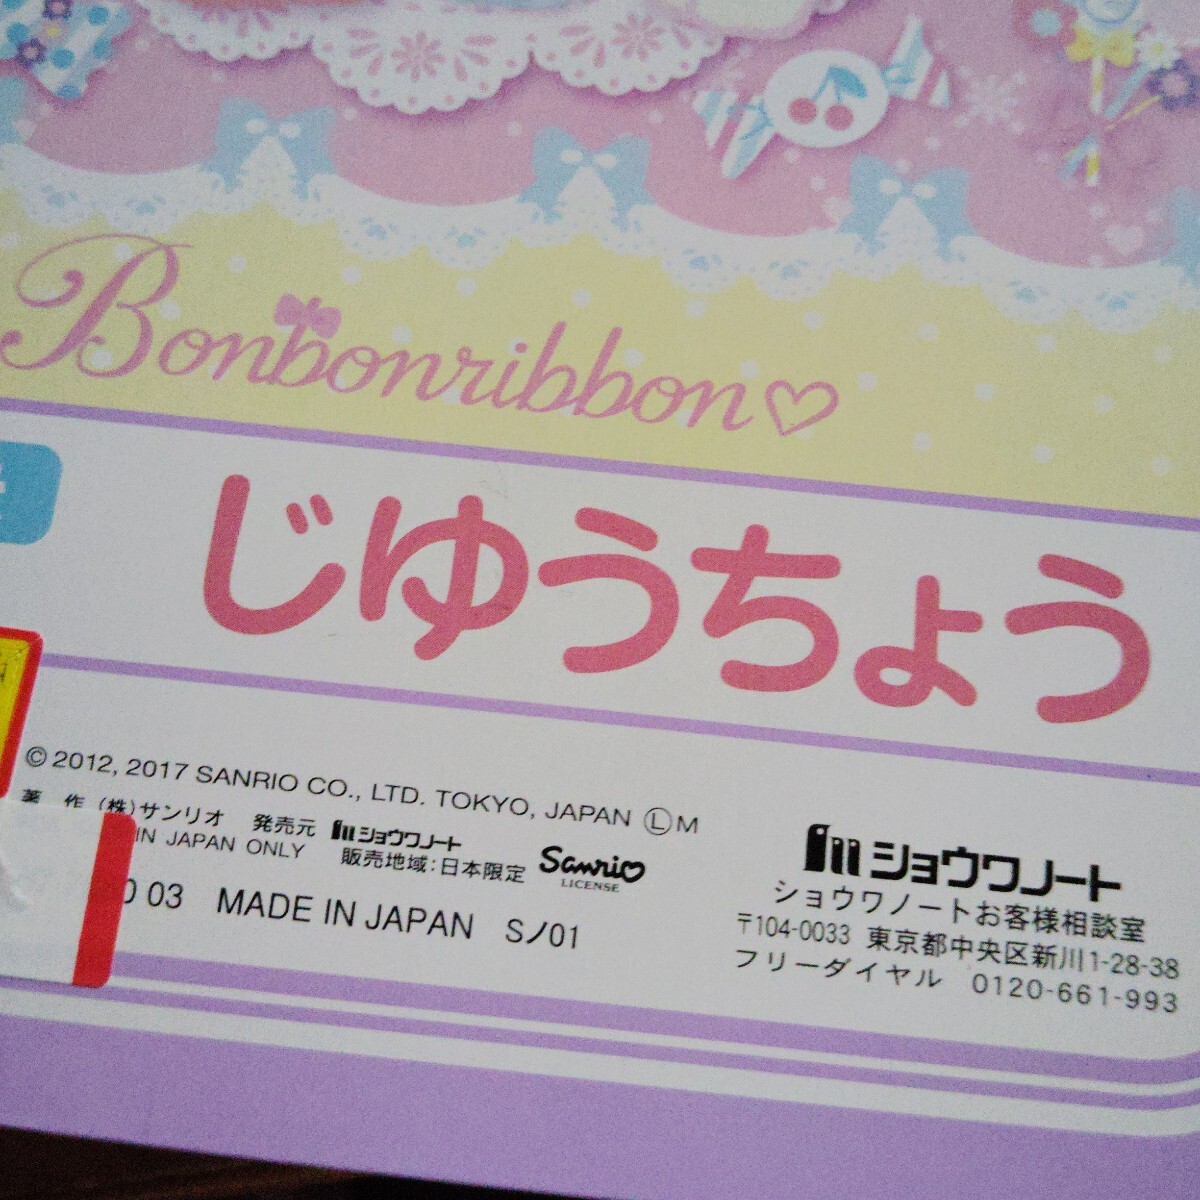 Bonbonribbon♡
じゆうちょう
© 2012, 2017 SANRIO CO., LTD. TOKYO, JAPAN Ⓛ M
著 作 (株)サンリオ 発売元 ショウワノート
IN JAPAN ONLY 販売地域:日本限定 Sanrio LICENSE
0 03 MADE IN JAPAN Sノ01
ショウワノート
ショウワノートお客様相談室
〒104-0033 東京都中央区新川1-28-38
フリーダイヤル 0120-661-993